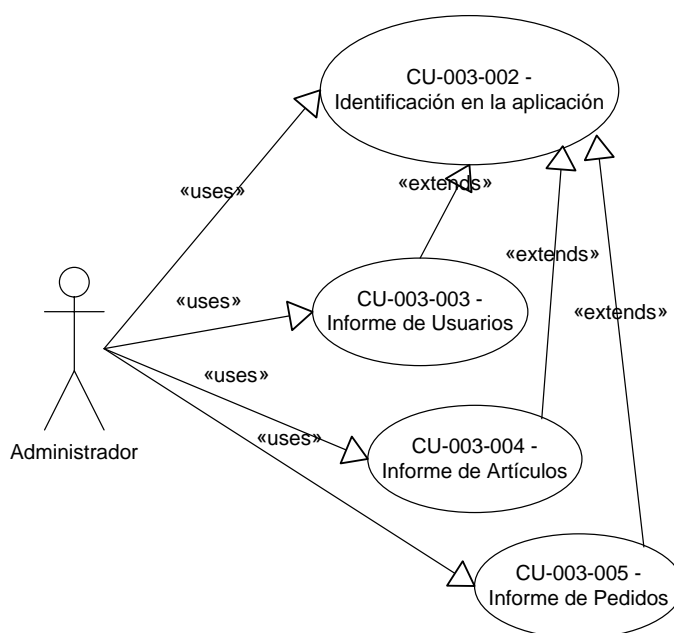 CU-003-002 -
Identificación en la aplicación
«uses»
«extends»
«extends»
«uses»
CU-003-003 -
Informe de Usuarios
«extends»
«uses»
«uses»
Administrador
CU-003-004 -
Informe de Artículos
CU-003-005 -
Informe de Pedidos